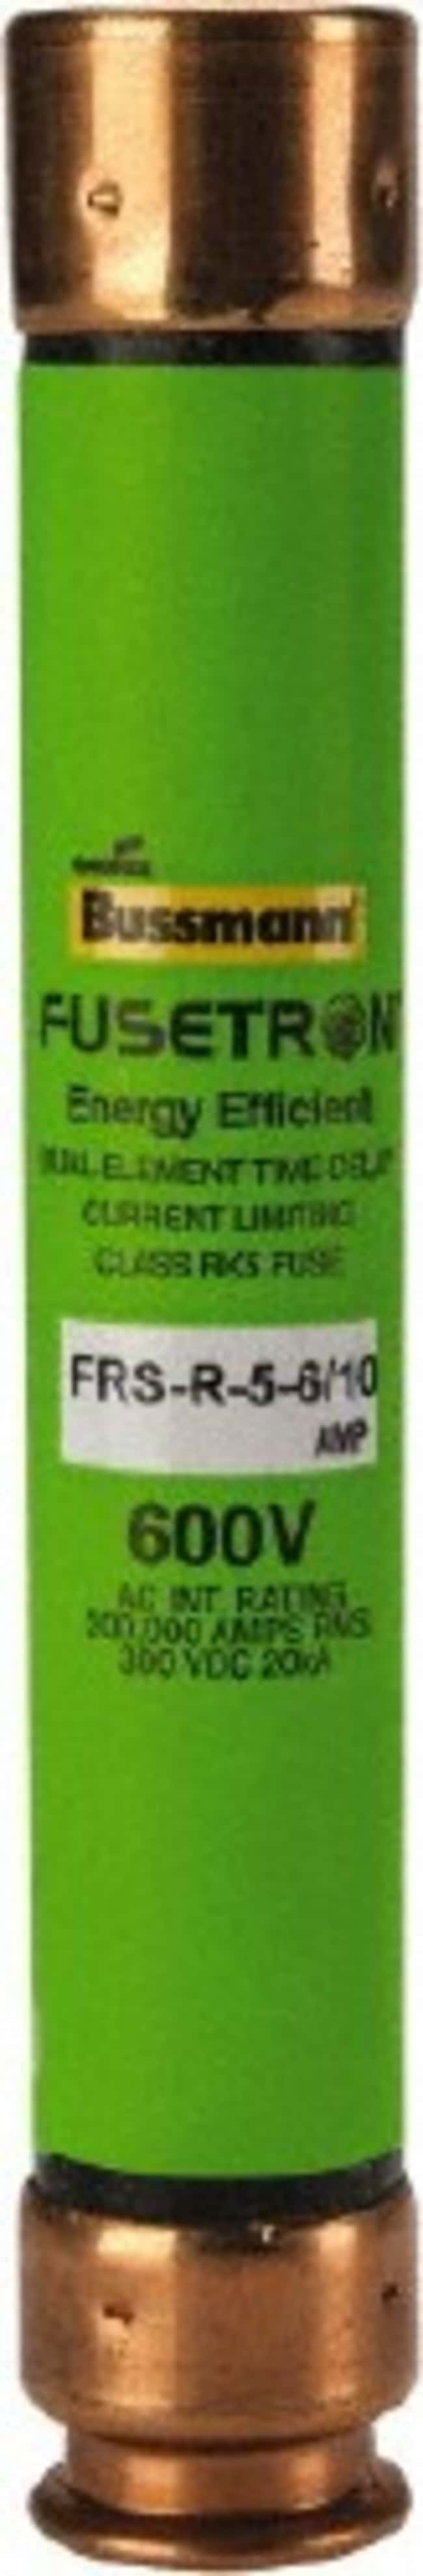 Bussmann
FUSETRON
Energy Efficient
DUAL-ELEMENT TIME DELAY
CURRENT LIMITING
CLASS RK5 FUSE
FRS-R-5-6/10
AMP
600V
AC INT. RATING
200,000 AMPS RMS
300 VDC 20kA